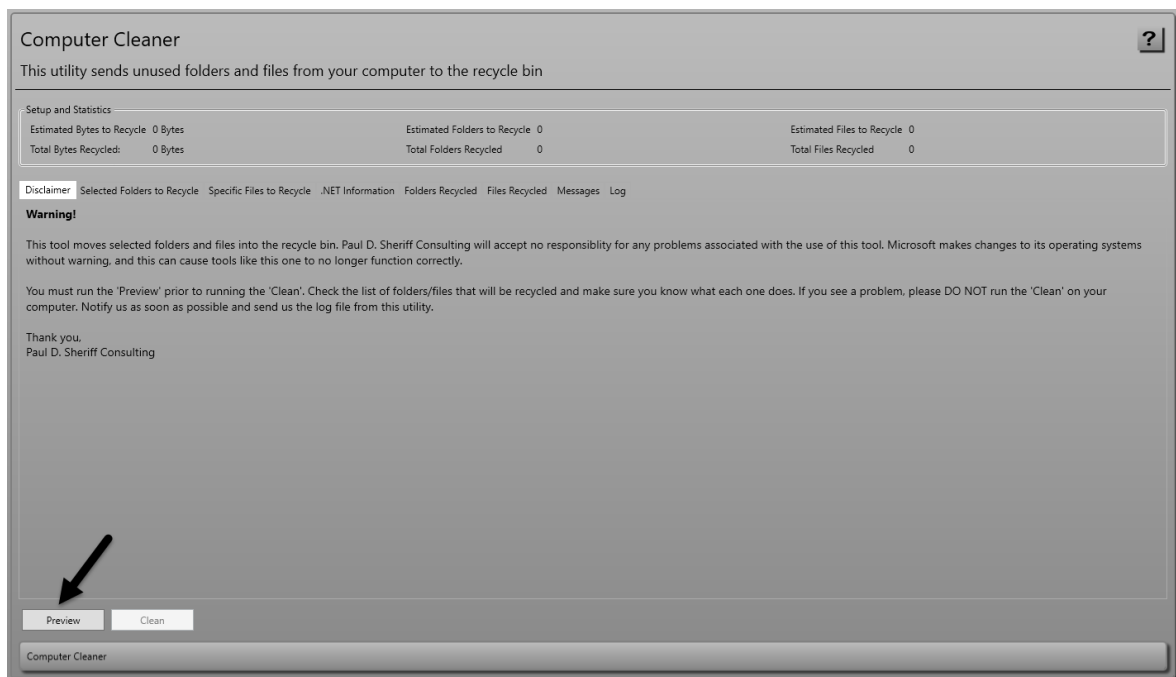 Computer Cleaner
?
This utility sends unused folders and files from your computer to the recycle bin
Setup and Statistics
Estimated Bytes to Recycle 0 Bytes Estimated Folders to Recycle 0 Estimated Files to Recycle 0
Total Bytes Recycled: 0 Bytes Total Folders Recycled 0 Total Files Recycled 0
Disclaimer Selected Folders to Recycle Specific Files to Recycle .NET Information Folders Recycled Files Recycled Messages Log
Warning!
This tool moves selected folders and files into the recycle bin. Paul D. Sheriff Consulting will accept no responsiblity for any problems associated with the use of this tool. Microsoft makes changes to its operating systems
without warning, and this can cause tools like this one to no longer function correctly.
You must run the 'Preview' prior to running the 'Clean'. Check the list of folders/files that will be recycled and make sure you know what each one does. If you see a problem, please DO NOT run the 'Clean' on your
computer. Notify us as soon as possible and send us the log file from this utility.
Thank you,
Paul D. Sheriff Consulting
Preview Clean
Computer Cleaner